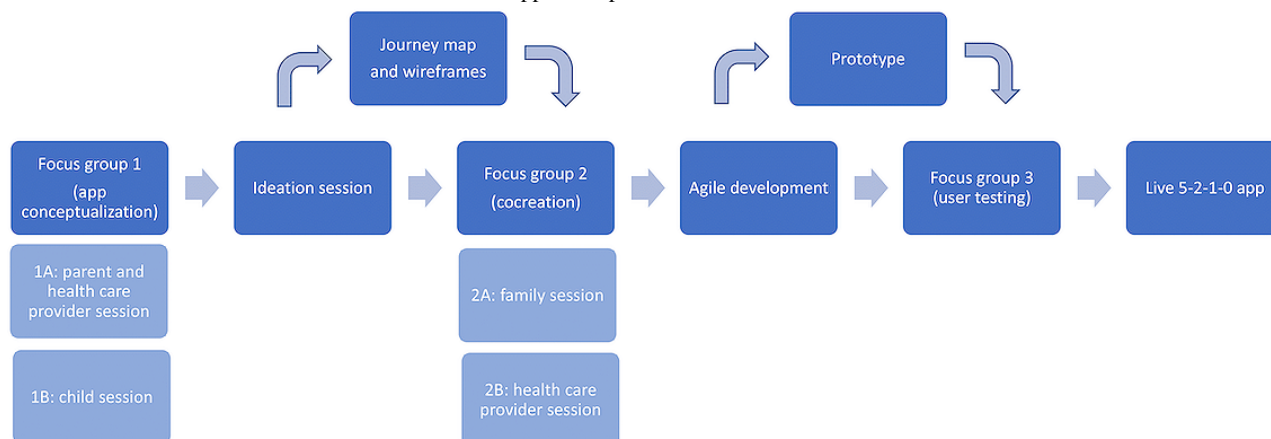 Journey map
and wireframes
Prototype
Focus group 1
(app
conceptualization)
Ideation session
Focus group 2
(cocreation)
Agile development
Focus group 3
(user testing)
Live 5-2-1-0 app
1A: parent and
health care
provider session
2A: family session
1B: child session
2B: health care
provider session